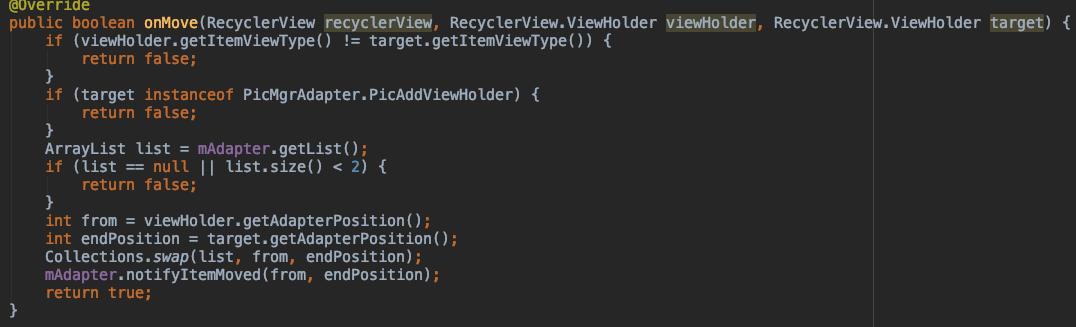 @Override
public boolean onMove(RecyclerView recyclerView, RecyclerView.ViewHolder viewHolder, RecyclerView.ViewHolder target) {
    if (viewHolder.getItemViewType() != target.getItemViewType()) {
        return false;
    }
    if (target instanceof PicMgrAdapter.PicAddViewHolder) {
        return false;
    }
    ArrayList list = mAdapter.getList();
    if (list == null || list.size() < 2) {
        return false;
    }
    int from = viewHolder.getAdapterPosition();
    int endPosition = target.getAdapterPosition();
    Collections.swap(list, from, endPosition);
    mAdapter.notifyItemMoved(from, endPosition);
    return true;
}